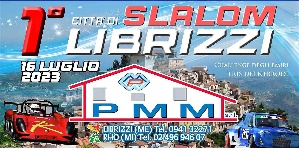 1° CITTÀ DI SLALOM
LIBRIZZI
16 LUGLIO
2023
PMM
LIBRIZZI (ME) Tel. 0941 32271
RHO (MI) Tel. 02 496 946 07